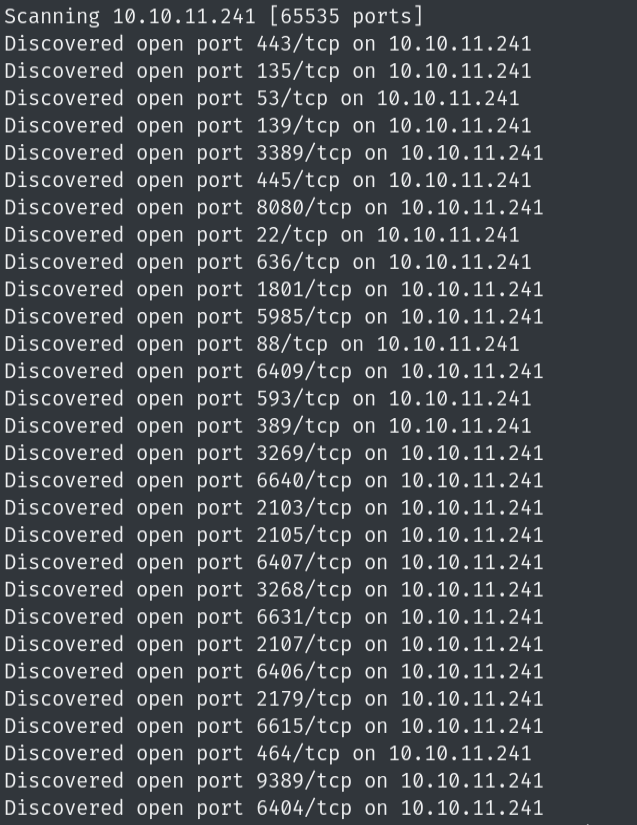 Scanning 10.10.11.241 [65535 ports]
Discovered open port 443/tcp on 10.10.11.241
Discovered open port 135/tcp on 10.10.11.241
Discovered open port 53/tcp on 10.10.11.241
Discovered open port 139/tcp on 10.10.11.241
Discovered open port 3389/tcp on 10.10.11.241
Discovered open port 445/tcp on 10.10.11.241
Discovered open port 8080/tcp on 10.10.11.241
Discovered open port 22/tcp on 10.10.11.241
Discovered open port 636/tcp on 10.10.11.241
Discovered open port 1801/tcp on 10.10.11.241
Discovered open port 5985/tcp on 10.10.11.241
Discovered open port 88/tcp on 10.10.11.241
Discovered open port 6409/tcp on 10.10.11.241
Discovered open port 593/tcp on 10.10.11.241
Discovered open port 389/tcp on 10.10.11.241
Discovered open port 3269/tcp on 10.10.11.241
Discovered open port 6640/tcp on 10.10.11.241
Discovered open port 2103/tcp on 10.10.11.241
Discovered open port 2105/tcp on 10.10.11.241
Discovered open port 6407/tcp on 10.10.11.241
Discovered open port 3268/tcp on 10.10.11.241
Discovered open port 6631/tcp on 10.10.11.241
Discovered open port 2107/tcp on 10.10.11.241
Discovered open port 6406/tcp on 10.10.11.241
Discovered open port 2179/tcp on 10.10.11.241
Discovered open port 6615/tcp on 10.10.11.241
Discovered open port 464/tcp on 10.10.11.241
Discovered open port 9389/tcp on 10.10.11.241
Discovered open port 6404/tcp on 10.10.11.241